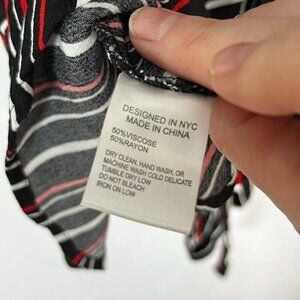 DESIGNED IN NYC
MADE IN CHINA
50%VISCOSE
50%RAYON
DRY CLEAN, HAND WASH, OR
MACHINE WASH COLD DELICATE
TUMBLE DRY LOW
DO NOT BLEACH
IRON ON LOW